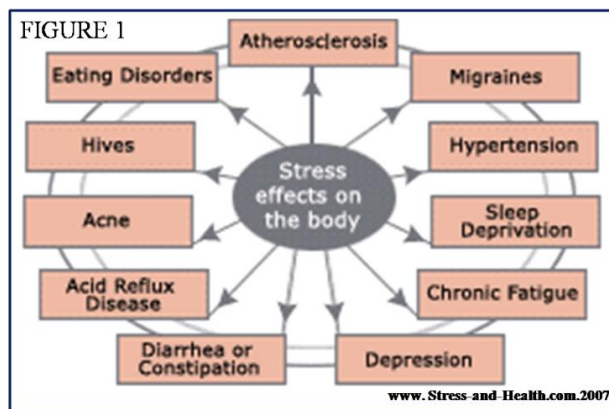 FIGURE 1
Atherosclerosis
Eating Disorders
Migraines
Hives
Hypertension
Stress
effects on
the body
Acne
Sleep
Deprivation
Acid Reflux
Disease
Chronic Fatigue
Diarrhea or
Constipation
Depression
www. Stress-and-Health.com.2007